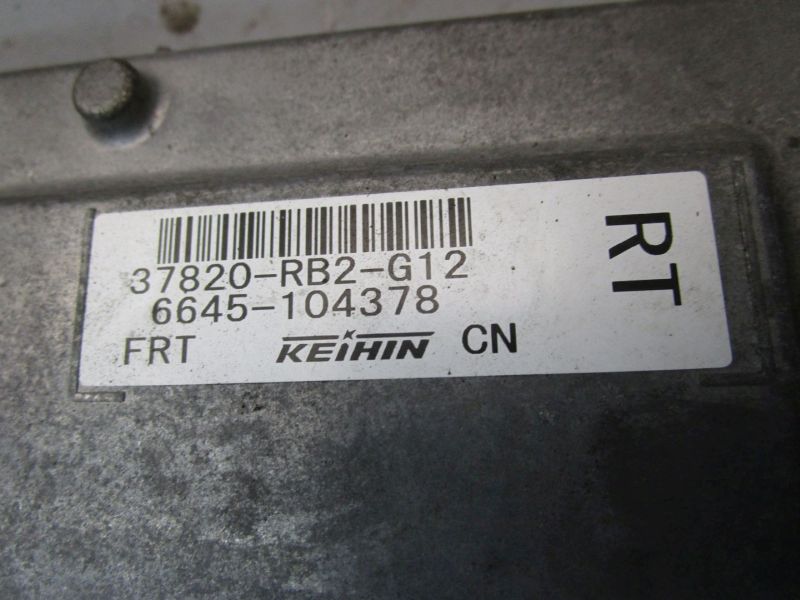 37820-RB2-G12
6645-104378
FRT KEIHIN CN
RT